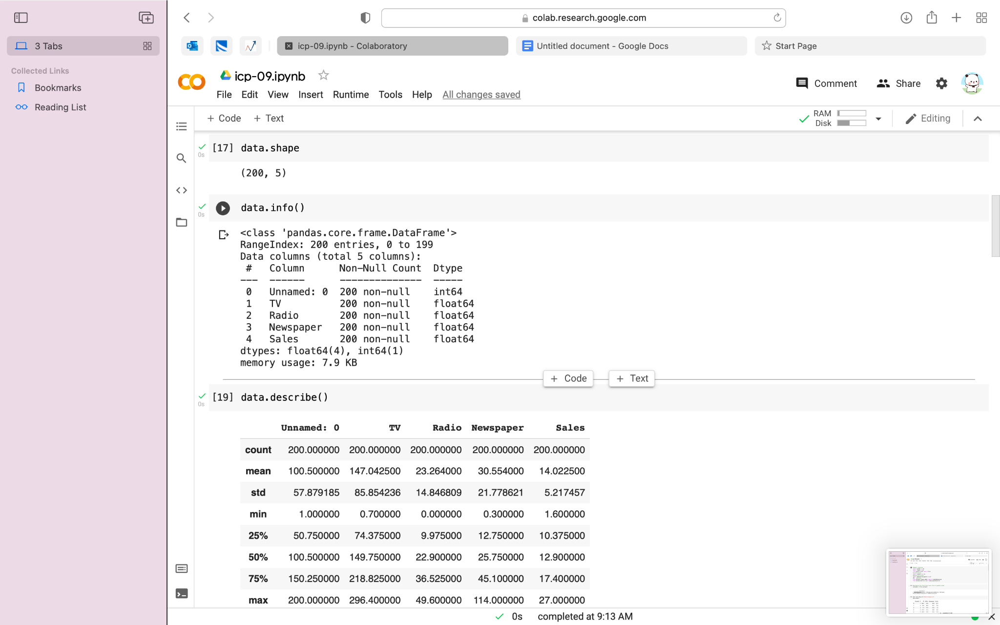 colab.research.google.com
3 Tabs
icp-09.ipynb - Colaboratory
Untitled document - Google Docs
Start Page
Collected Links
Bookmarks
Reading List
icp-09.ipynb
Comment
Share
File Edit View Insert Runtime Tools Help All changes saved
+ Code + Text
RAM
Disk
Editing
[17] data.shape
0s
(200, 5)
data.info()
0s
<class 'pandas.core.frame.DataFrame'>
RangeIndex: 200 entries, 0 to 199
Data columns (total 5 columns):
# Column Non-Null Count Dtype
--- ------ -------------- -----
0 Unnamed: 0 200 non-null int64
1 TV 200 non-null float64
2 Radio 200 non-null float64
3 Newspaper 200 non-null float64
4 Sales 200 non-null float64
dtypes: float64(4), int64(1)
memory usage: 7.9 KB
+ Code + Text
[19] data.describe()
0s
Unnamed: 0 TV Radio Newspaper Sales
count 200.000000 200.000000 200.000000 200.000000 200.000000
mean 100.500000 147.042500 23.264000 30.554000 14.022500
std 57.879185 85.854236 14.846809 21.778621 5.217457
min 1.000000 0.700000 0.000000 0.300000 1.600000
25% 50.750000 74.375000 9.975000 12.750000 10.375000
50% 100.500000 149.750000 22.900000 25.750000 12.900000
75% 150.250000 218.825000 36.525000 45.100000 17.400000
max 200.000000 296.400000 49.600000 114.000000 27.000000
0s completed at 9:13 AM